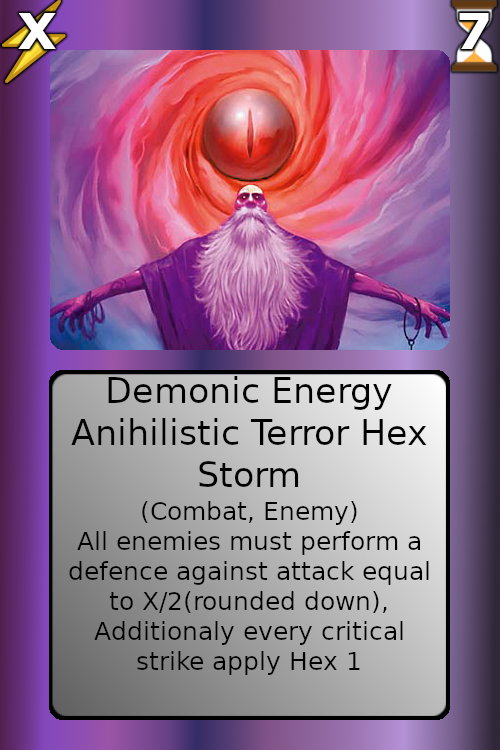 X
7
Demonic Energy
Anihilistic Terror Hex
Storm
(Combat, Enemy)
All enemies must perform a
defence against attack equal
to X/2(rounded down),
Additionaly every critical
strike apply Hex 1